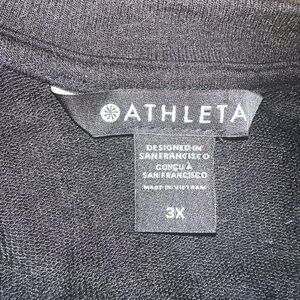 ATHLETA
DESIGNED IN
SAN FRANCISCO
CONÇU À
SAN FRANCISCO
MADE IN VIETNAM
3X